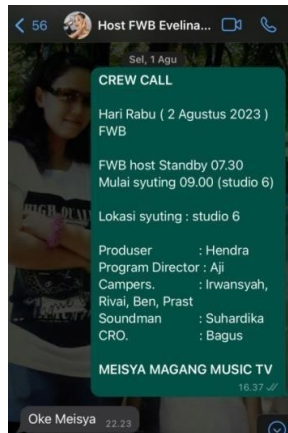 56 Host FWB Evelina...
Sel, 1 Agu
CREW CALL
Hari Rabu ( 2 Agustus 2023 )
FWB
FWB host Standby 07.30
Mulai syuting 09.00 (studio 6)
Lokasi syuting : studio 6
Produser : Hendra
Program Director : Aji
Campers. : Irwansyah,
Rivai, Ben, Prast
Soundman : Suhardika
CRO. : Bagus
MEISYA MAGANG MUSIC TV
16.37
Oke Meisya 22.23